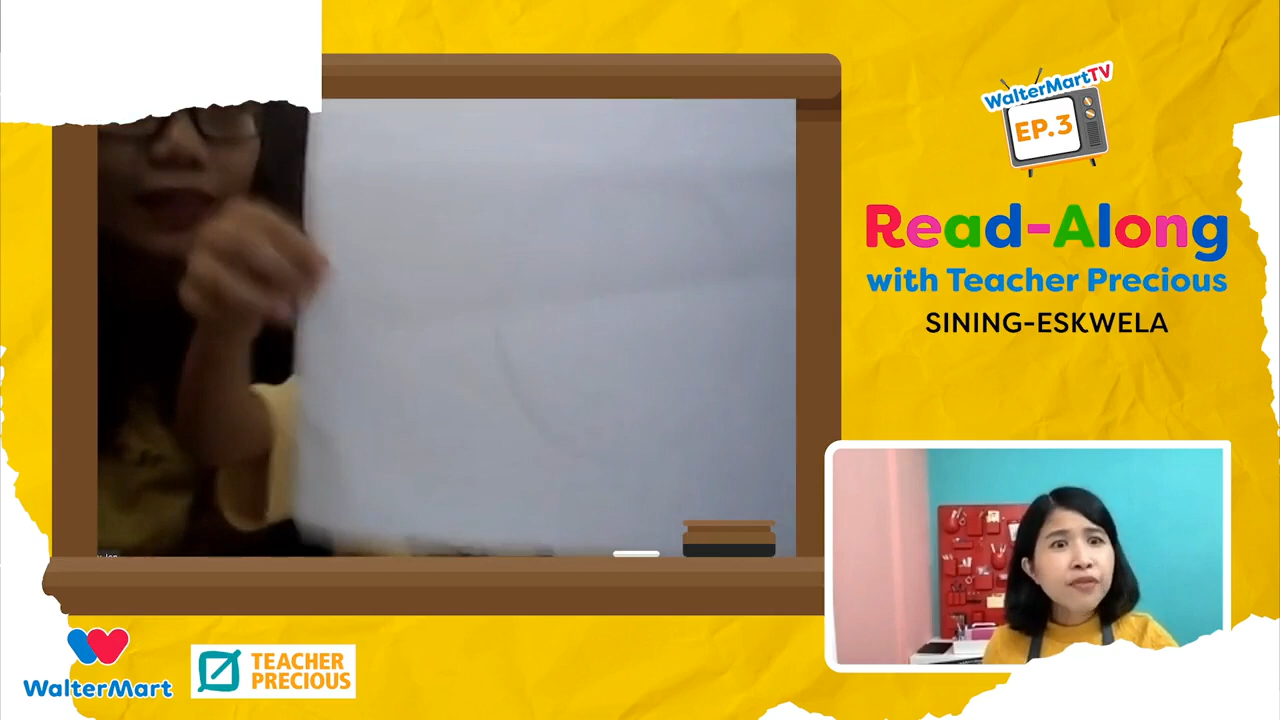 WalterMartTV
EP.3
Read-Along
with Teacher Precious
SINING-ESKWELA
WalterMart
TEACHER
PRECIOUS